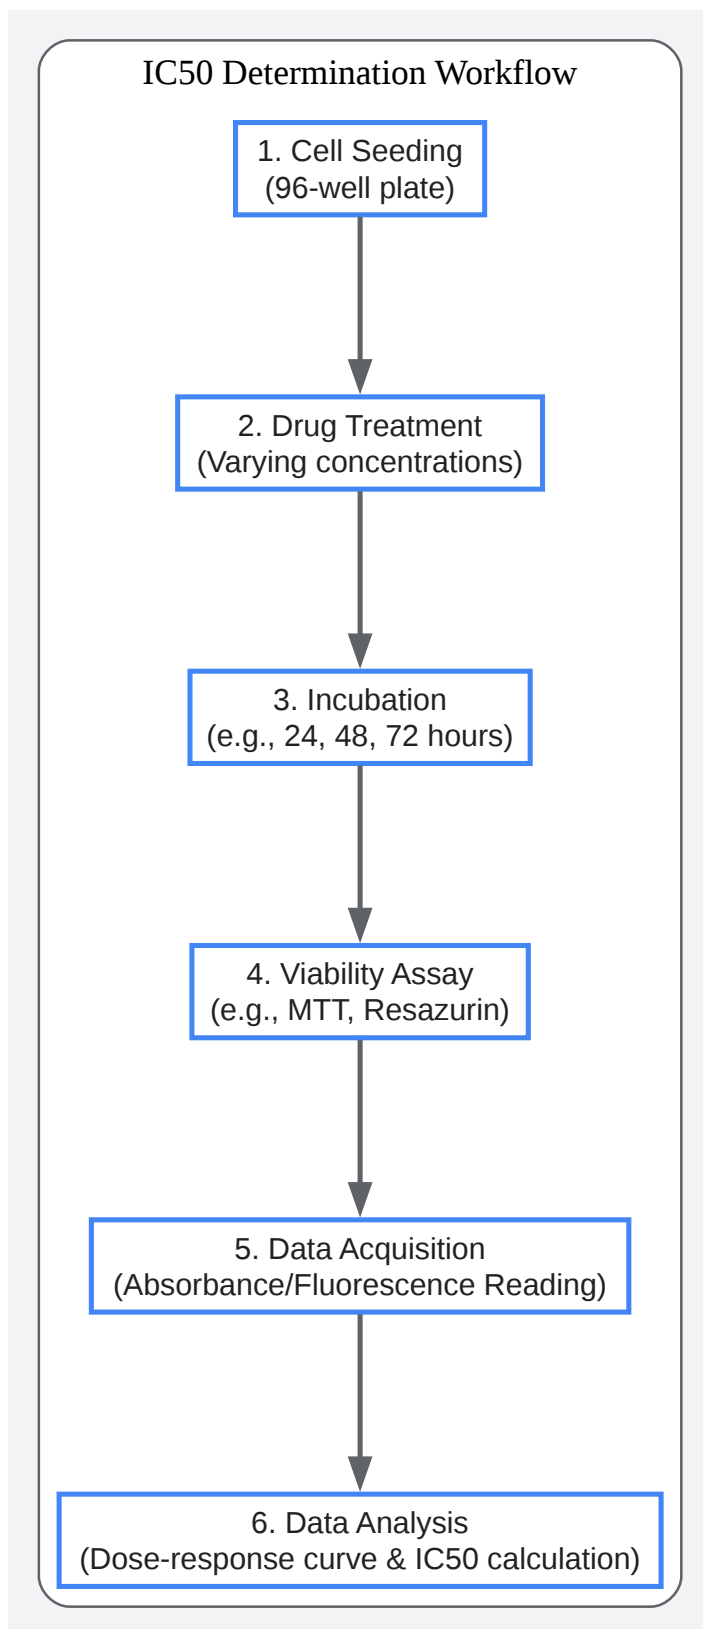 IC50 Determination Workflow
1. Cell Seeding
(96-well plate)
2. Drug Treatment
(Varying concentrations)
3. Incubation
(e.g., 24, 48, 72 hours)
4. Viability Assay
(e.g., MTT, Resazurin)
5. Data Acquisition
(Absorbance/Fluorescence Reading)
6. Data Analysis
(Dose-response curve & IC50 calculation)